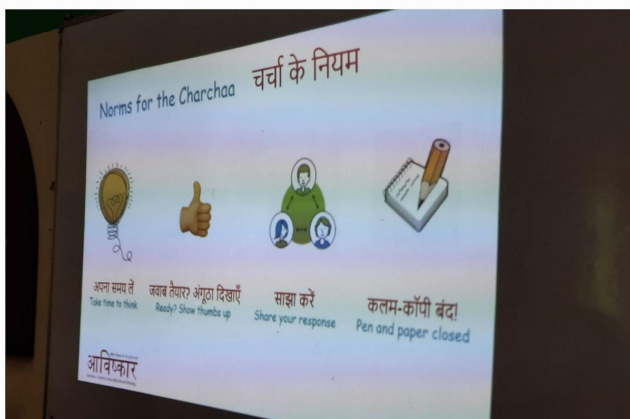 Norms for the Charchaa चर्चा के नियम
अपना समय लें
Take time to think
जवाब तैयार? अंगूठा दिखाएँ
Ready? Show thumbs up
साझा करें
Share your response
कलम-कॉपी बंद!
Pen and paper closed
आविष्कार